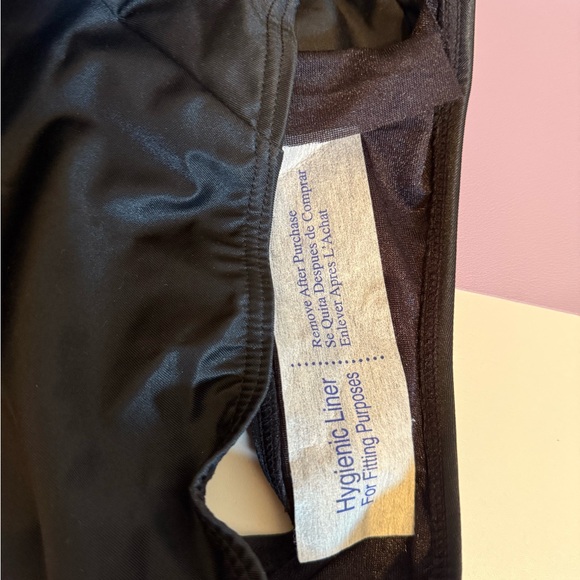 Hygienic Liner
For Fitting Purposes
Remove After Purchase
Se Quita Despues de Comprar
Enlever Apres L'Achat